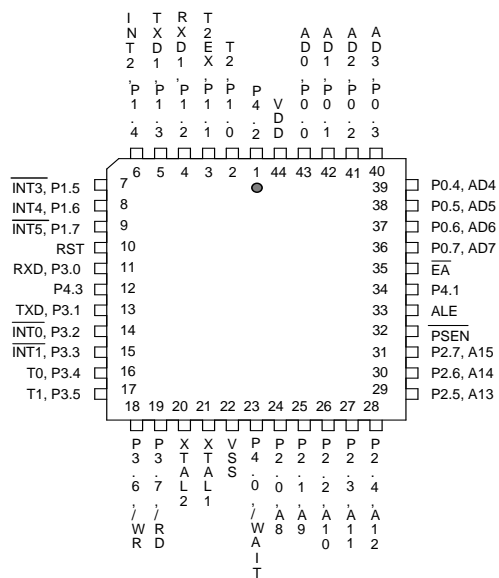 INT2, P1.4
TXD1, P1.3
RXD1, P1.2
T2EX, P1.1
T2, P1.0
P4.2
VDD
AD0, P0.0
AD1, P0.1
AD2, P0.2
AD3, P0.3
6 5 4 3 2 1 44 43 42 41 40
INT3, P1.5 7
INT4, P1.6 8
INT5, P1.7 9
RST 10
RXD, P3.0 11
P4.3 12
TXD, P3.1 13
INT0, P3.2 14
INT1, P3.3 15
T0, P3.4 16
T1, P3.5 17
39 P0.4, AD4
38 P0.5, AD5
37 P0.6, AD6
36 P0.7, AD7
35 EA
34 P4.1
33 ALE
32 PSEN
31 P2.7, A15
30 P2.6, A14
29 P2.5, A13
18 19 20 21 22 23 24 25 26 27 28
P3.6, /WR
P3.7, /RD
XTAL2
XTAL1
VSS
P4.0, /WAIT
P2.0, A8
P2.1, A9
P2.2, A10
P2.3, A11
P2.4, A12